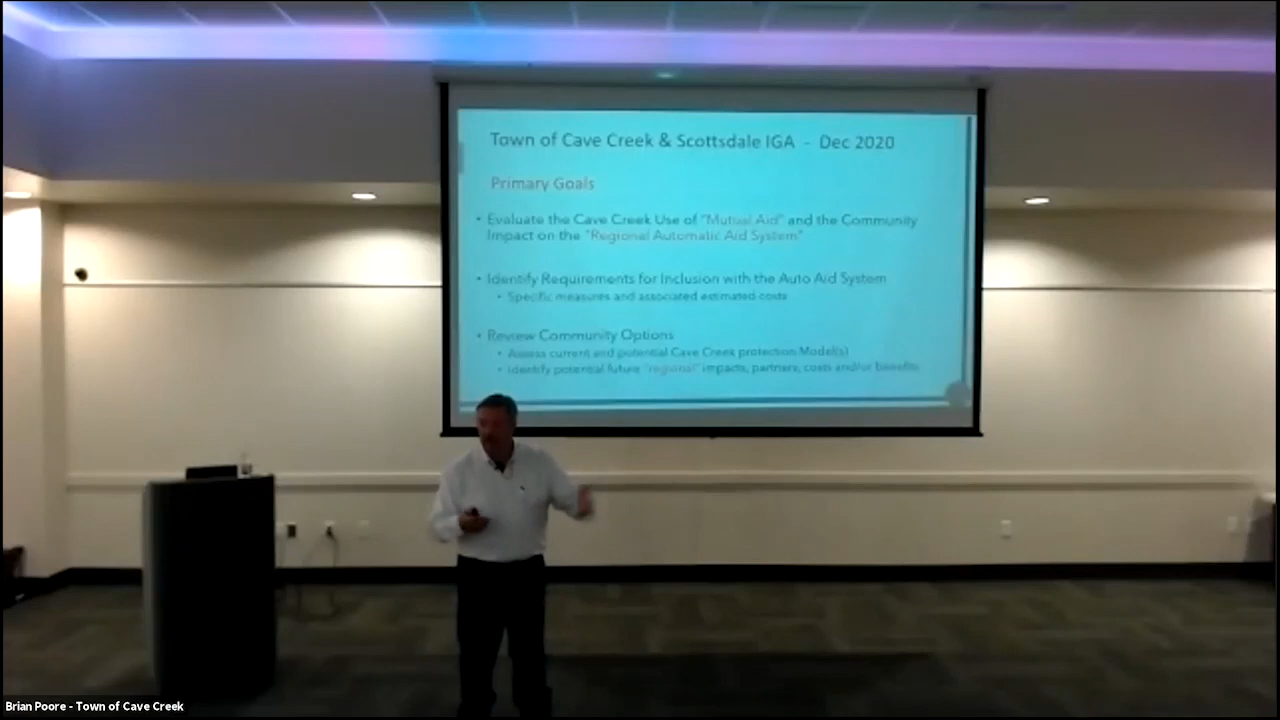 Town of Cave Creek & Scottsdale IGA - Dec 2020
Primary Goals
• Evaluate the Cave Creek Use of "Mutual Aid" and the Community
Impact on the "Regional Automatic Aid System"
• Identify Requirements for Inclusion with the Auto Aid System
• Specific measures and associated estimated costs
• Review Community Options
• Assess current and potential Cave Creek protection Model(s)
• Identify potential future "regional" impacts, partners, costs and/or benefits
Brian Poore - Town of Cave Creek